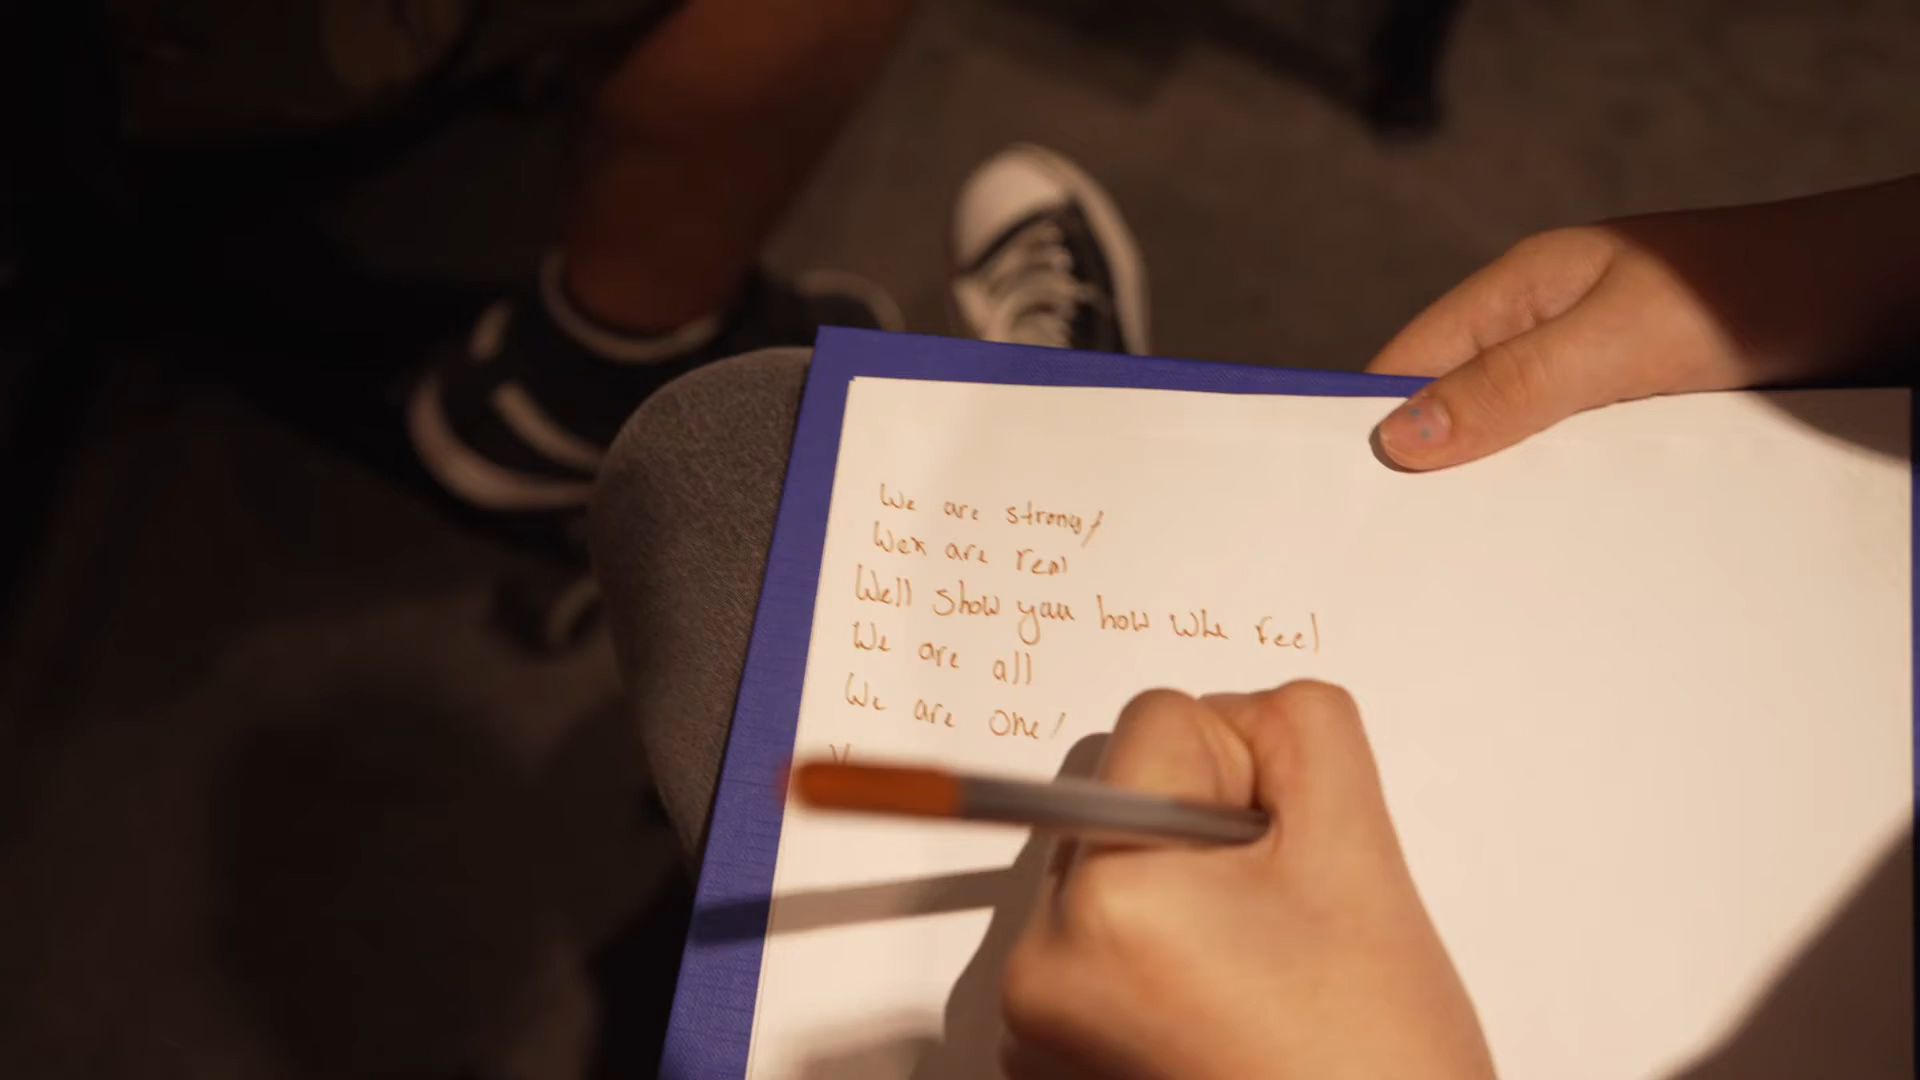 We are strong!
Wex are real
Well show you how whe feel
We are all
We are one!
Y